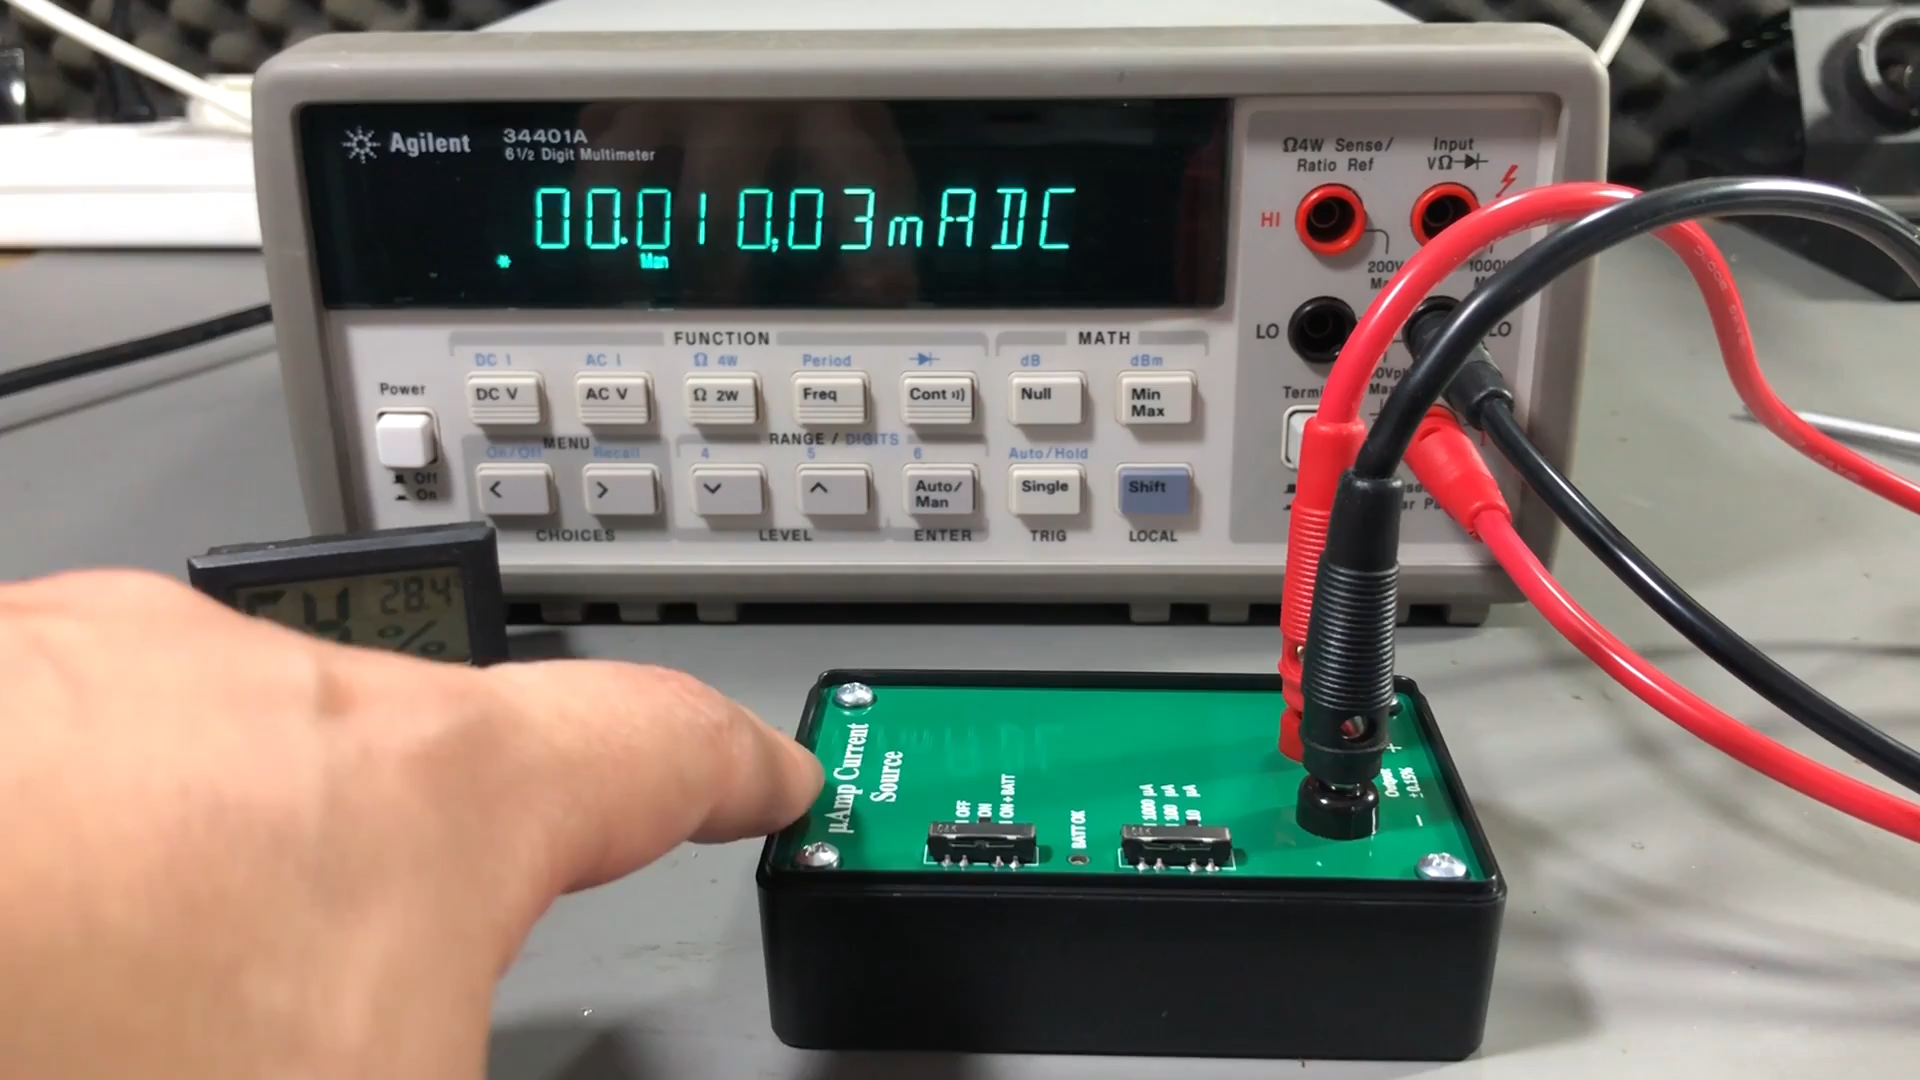 Agilent
34401A
6½ Digit Multimeter
00.010,03mADC
*
Man
Ω4W Sense/
Ratio Ref
Input
VΩ
HI
200V
1000V
LO
LO
FUNCTION
MATH
DC I
AC I
Ω 4W
Period
dB
dBm
Power
DC V
AC V
Ω 2W
Freq
Cont
Null
Min
Max
MENU
RANGE / DIGITS
On/Off
Recall
4
5
6
Auto/Hold
Off
On
<
>
Auto/
Man
Single
Shift
CHOICES
LEVEL
ENTER
TRIG
LOCAL
28.4
%
µAmp Current
Source
OFF
ON
ON+BATT
BATT OK
1000 µA
100 µA
10 µA
C&K
C&K
Output
±0.15%
+
-